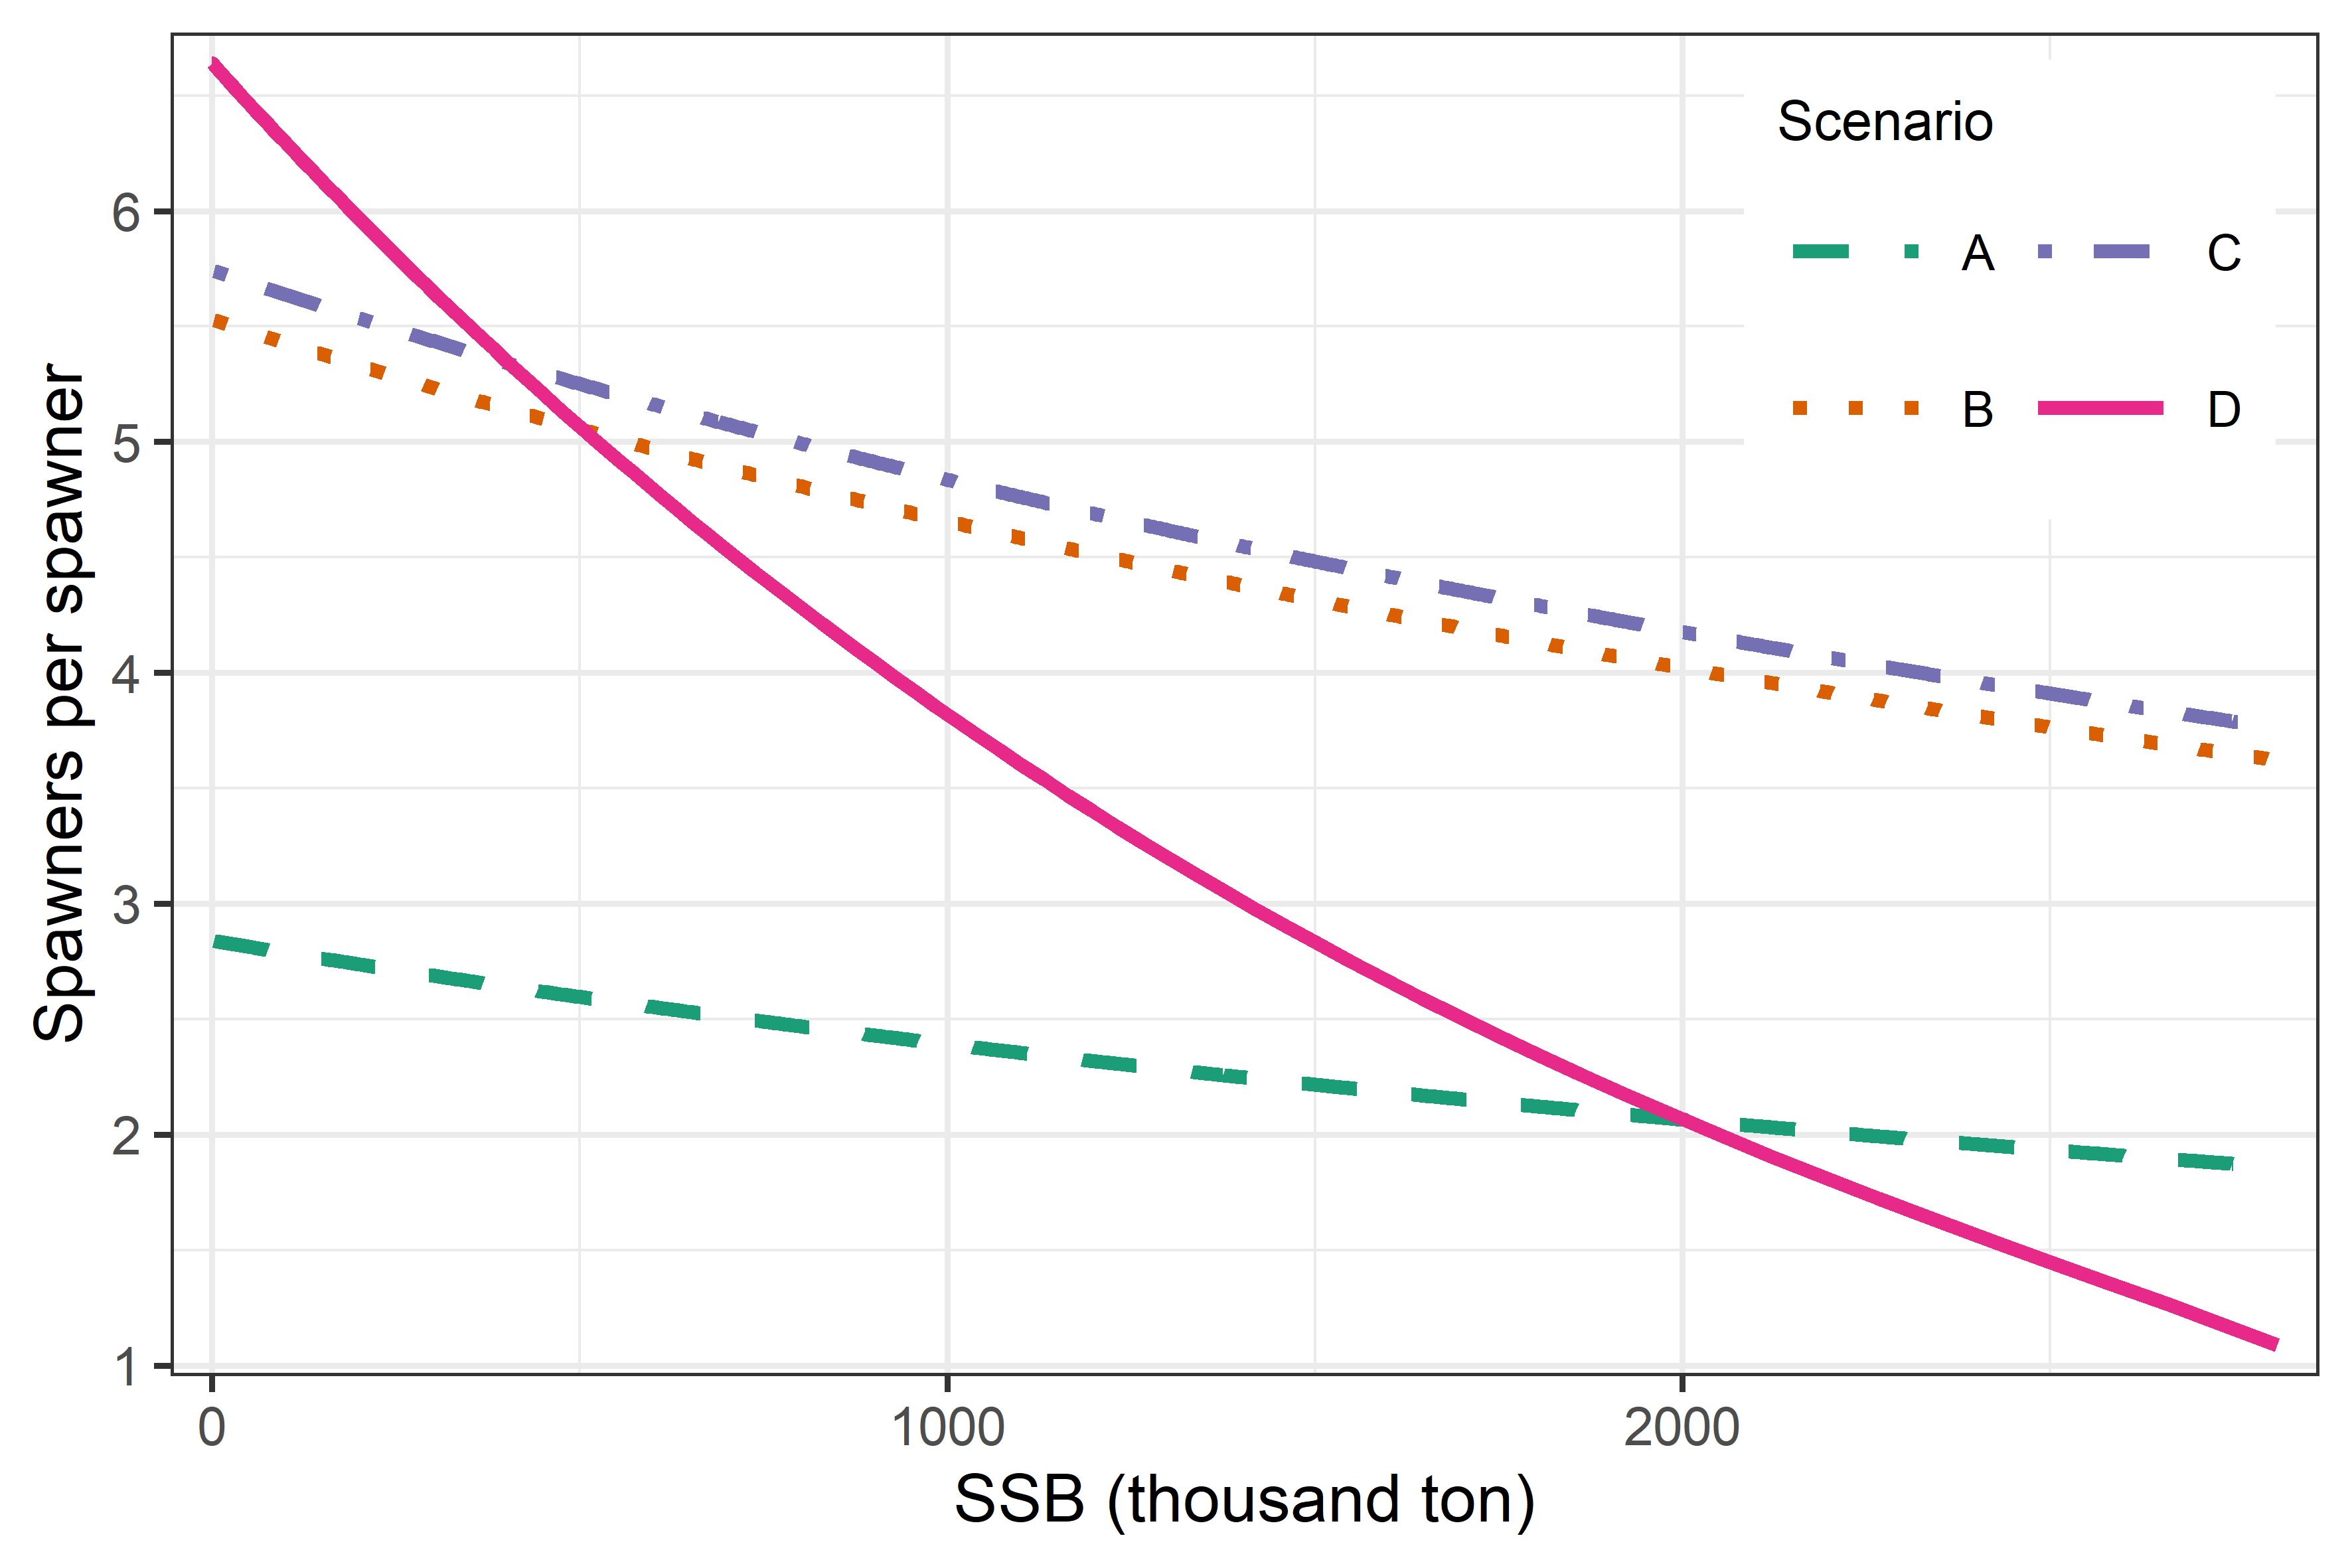 Scenario
A
C
B
D
6
5
4
3
2
1
Spawners per spawner
0 1000 2000
SSB (thousand ton)